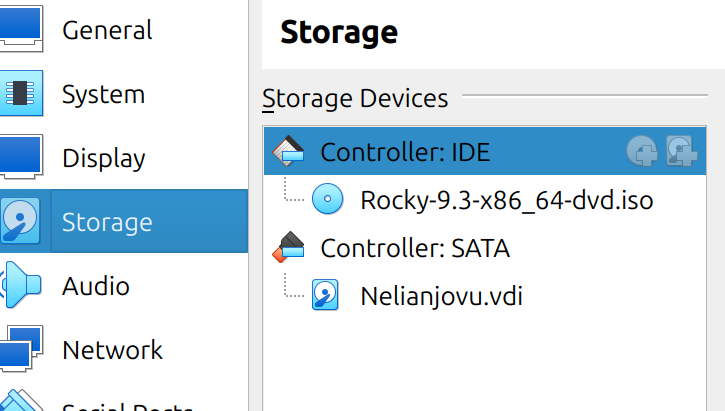 General
System
Display
Storage
Audio
Network
Serial Ports
Storage
Storage Devices
Controller: IDE
Rocky-9.3-x86_64-dvd.iso
Controller: SATA
Nelianjovu.vdi